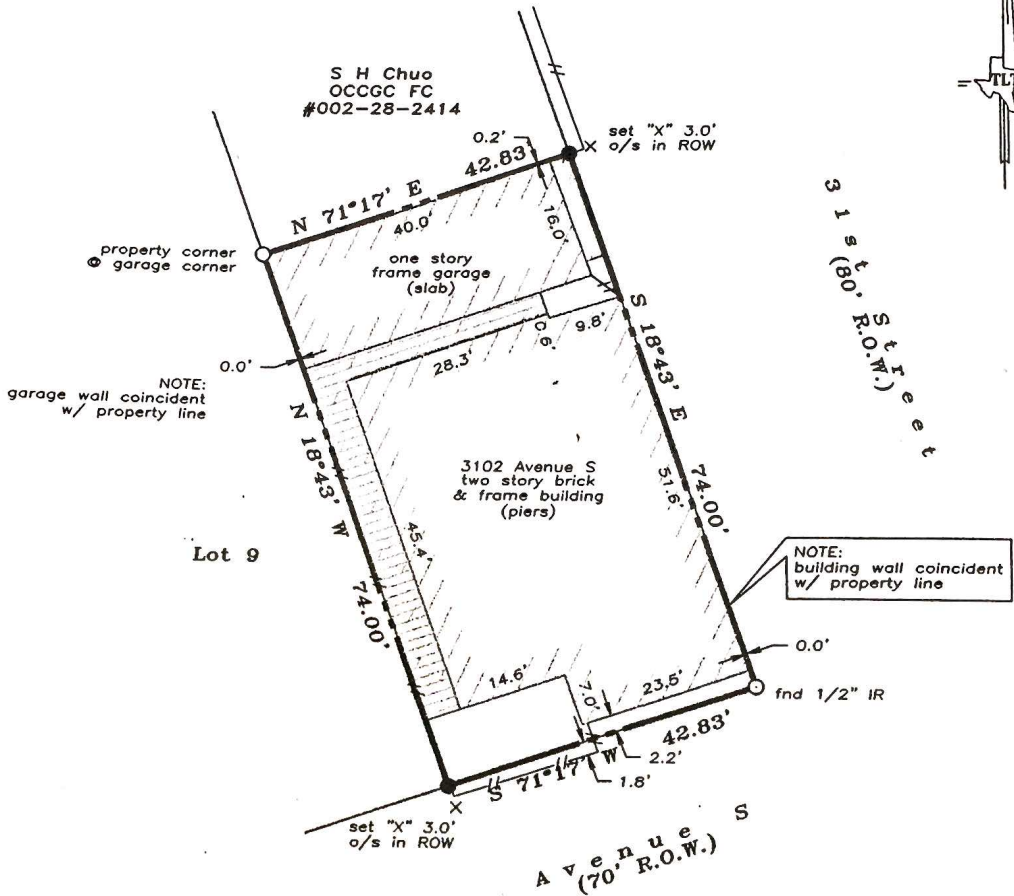 S H Chuo
OCCGC FC
#002-28-2414
TLT
0.2'
set "X" 3.0'
o/s in ROW
N 71°17' E 42.83'
40.0'
16.0'
property corner
@ garage corner
one story
frame garage
(slab)
31st Street
(80' R.O.W.)
0.0'
28.3'
0.6'
9.8'
NOTE:
garage wall coincident
w/ property line
S 18°43' E 74.00'
N 18°43' W 74.00'
3102 Avenue S
two story brick
& frame building
(piers)
51.6'
45.4'
Lot 9
NOTE:
building wall coincident
w/ property line
0.0'
14.6'
7.0'
23.5'
fnd 1/2" IR
S 71°17' W 42.83'
2.2'
1.8'
set "X" 3.0'
o/s in ROW
Avenue S
(70' R.O.W.)